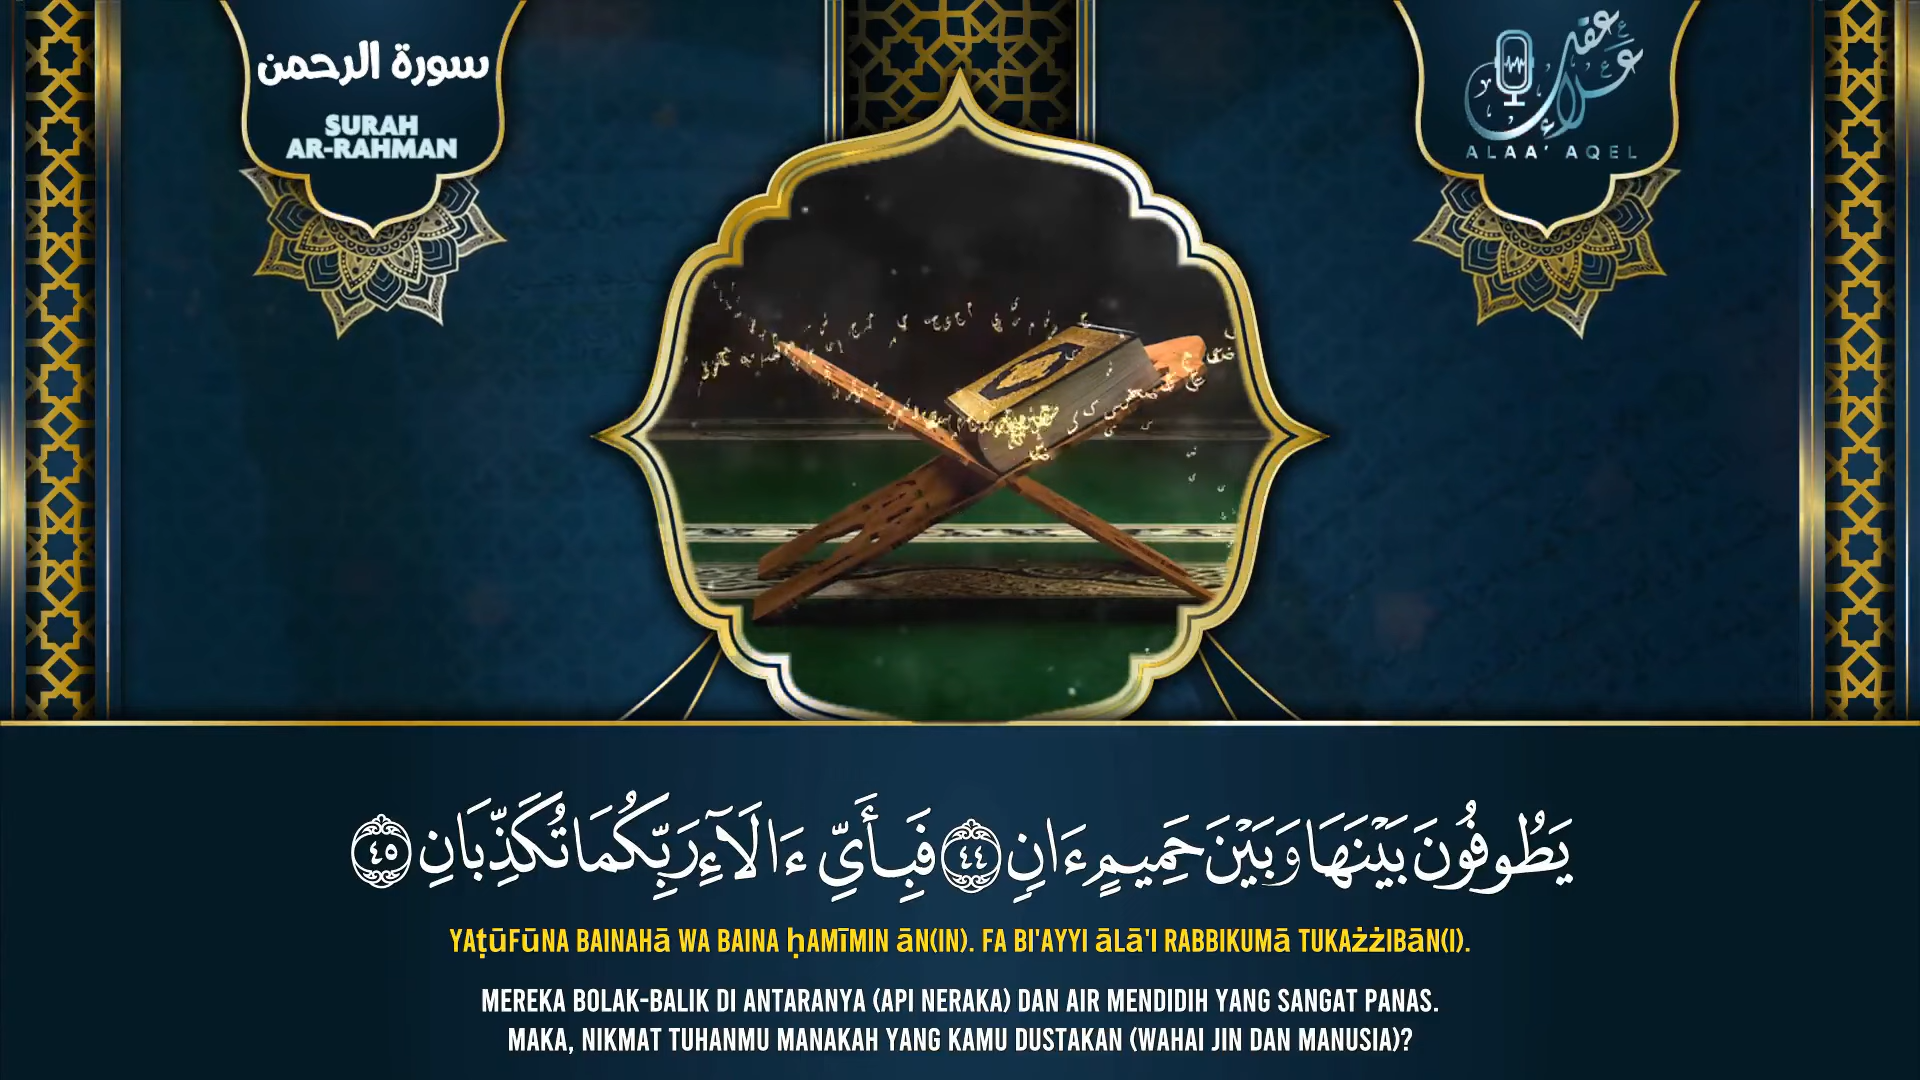 سورة الرحمن
SURAH
AR-RAHMAN
علاء عقل
ALAA' AQEL
يَطُوفُونَ بَيْنَهَا وَبَيْنَ حَمِيمٍ ءَانٍ ٤٤ فَبِأَيِّ ءَالَآءِ رَبِّكُمَا تُكَذِّبَانِ ٤٥
YAṭūFūNA BAINAHā WA BAINA ḥAMīMIN āN(IN). FA BI'AYYI āLā'I RABBIKUMā TUKAżżIBāN(I).
MEREKA BOLAK-BALIK DI ANTARANYA (API NERAKA) DAN AIR MENDIDIH YANG SANGAT PANAS.
MAKA, NIKMAT TUHANMU MANAKAH YANG KAMU DUSTAKAN (WAHAI JIN DAN MANUSIA)?